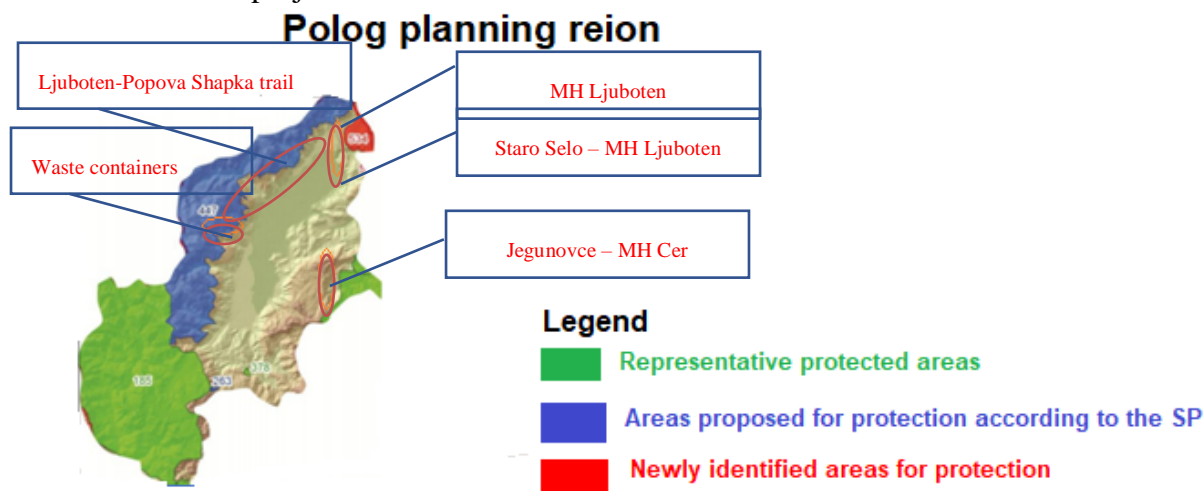 Polog planning reion
Ljuboten-Popova Shapka trail
MH Ljuboten
Waste containers
Staro Selo – MH Ljuboten
Jegunovce – MH Cer
447
185
263
378
Legend
Representative protected areas
Areas proposed for protection according to the SP
Newly identified areas for protection